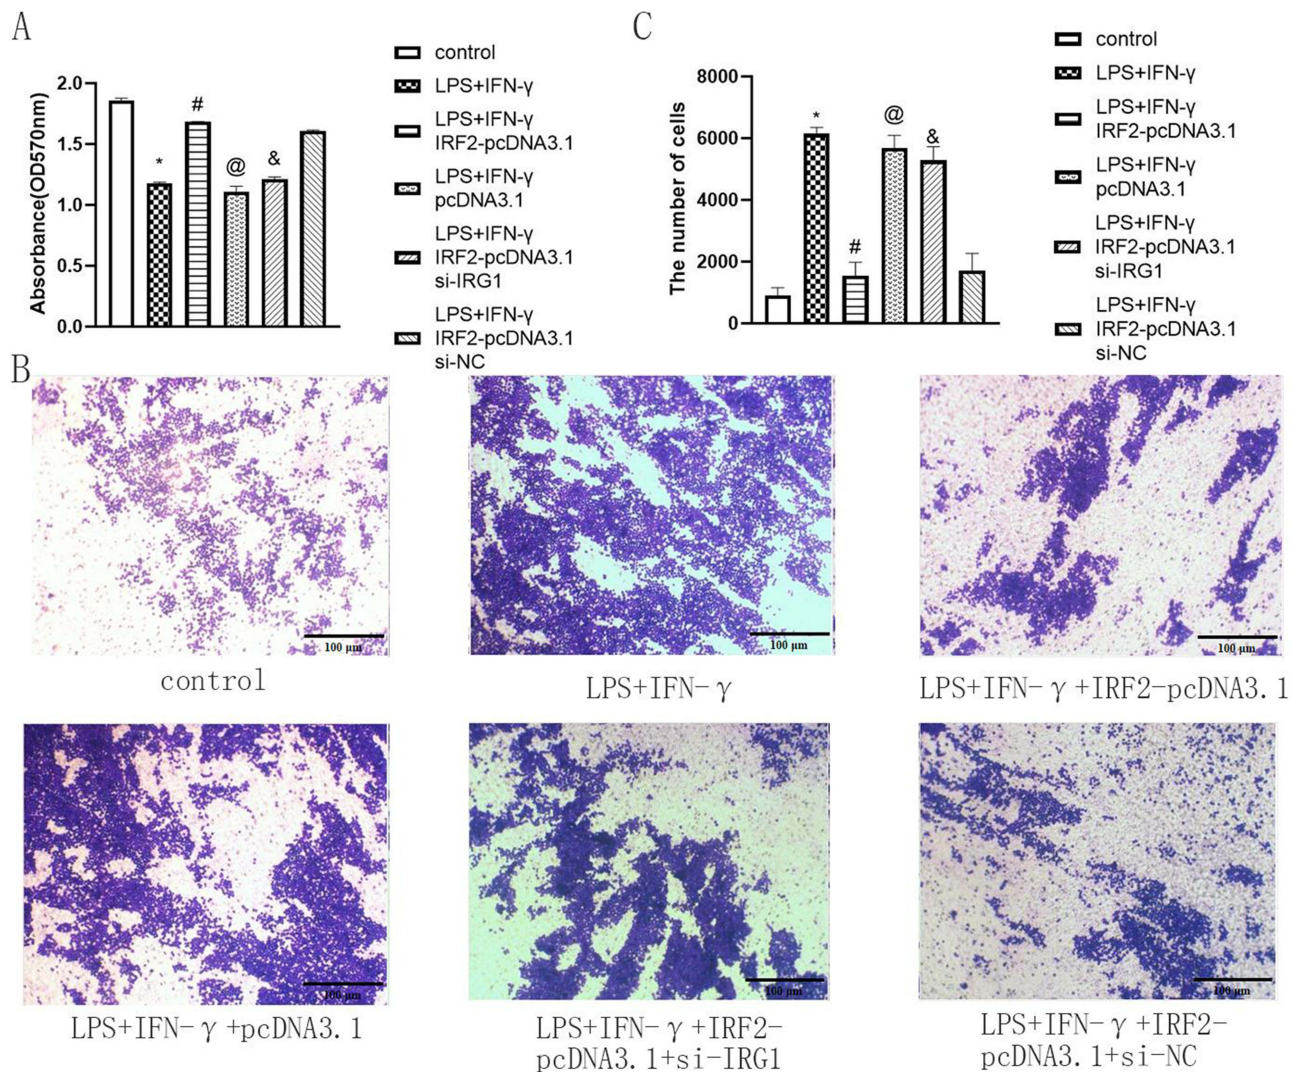 A
Absorbance(OD570nm)
2.0
1.5
1.0
0.5
0.0
*
#
@
&
control
LPS+IFN-γ
LPS+IFN-γ
IRF2-pcDNA3.1
LPS+IFN-γ
pcDNA3.1
LPS+IFN-γ
IRF2-pcDNA3.1
si-IRG1
LPS+IFN-γ
IRF2-pcDNA3.1
si-NC
C
The number of cells
8000
6000
4000
2000
0
*
#
@
&
control
LPS+IFN-γ
LPS+IFN-γ
IRF2-pcDNA3.1
LPS+IFN-γ
pcDNA3.1
LPS+IFN-γ
IRF2-pcDNA3.1
si-IRG1
LPS+IFN-γ
IRF2-pcDNA3.1
si-NC
B
100 μm
control
100 μm
LPS+IFN-γ
100 μm
LPS+IFN-γ+IRF2-pcDNA3.1
100 μm
LPS+IFN-γ+pcDNA3.1
100 μm
LPS+IFN-γ+IRF2-
pcDNA3.1+si-IRG1
100 μm
LPS+IFN-γ+IRF2-
pcDNA3.1+si-NC